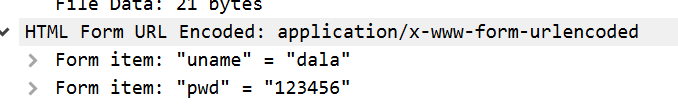 File Data: 21 bytes
HTML Form URL Encoded: application/x-www-form-urlencoded
Form item: "uname" = "dala"
Form item: "pwd" = "123456"